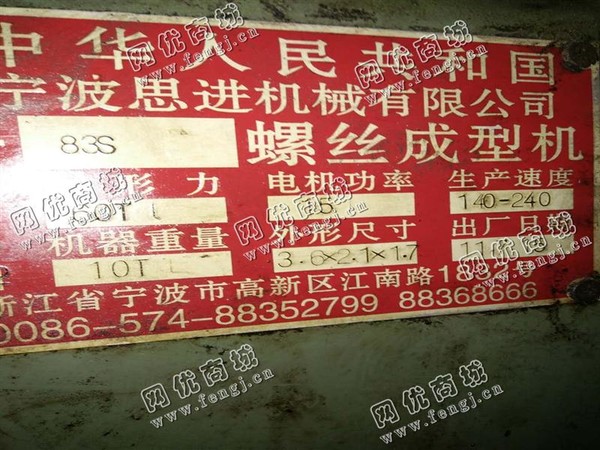 中华人民共和国
宁波思进机械有限公司
83S 螺丝成型机
形 力 电机功率 生产速度
140-240
机器重量 外形尺寸 出厂品
10T 3.6×2.1×1.7
浙江省宁波市高新区江南路
0086-574-88352799 88368666
网优商城
www.fengj.cn